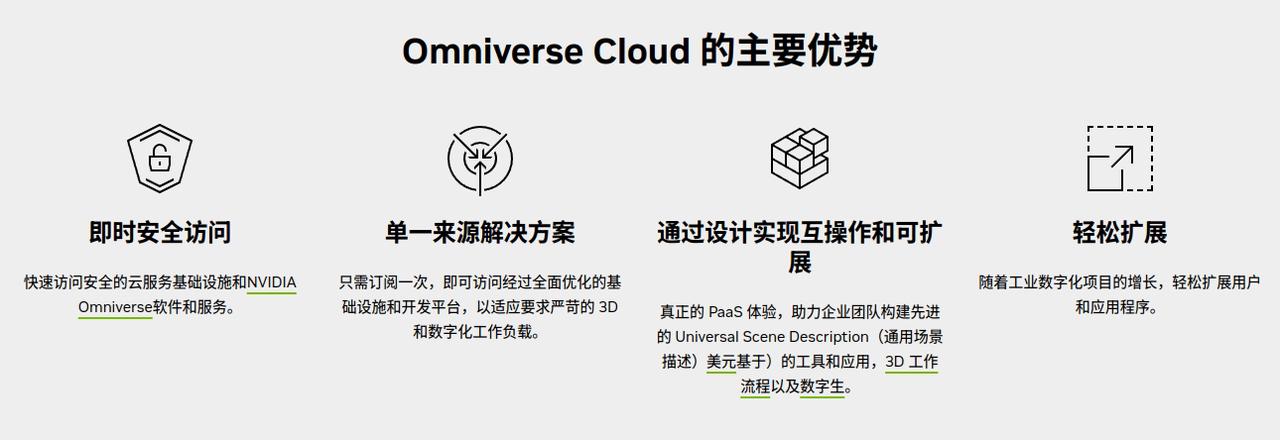 Omniverse Cloud 的主要优势
即时安全访问
快速访问安全的云服务基础设施和NVIDIA
Omniverse软件和服务。
单一来源解决方案
只需订阅一次，即可访问经过全面优化的基
础设施和开发平台，以适应要求严苛的 3D
和数字化工作负载。
通过设计实现互操作和可扩
展
真正的 PaaS 体验，助力企业团队构建先进
的 Universal Scene Description（通用场景
描述）美元基于）的工具和应用，3D 工作
流程以及数字生。
轻松扩展
随着工业数字化项目的增长，轻松扩展用户
和应用程序。